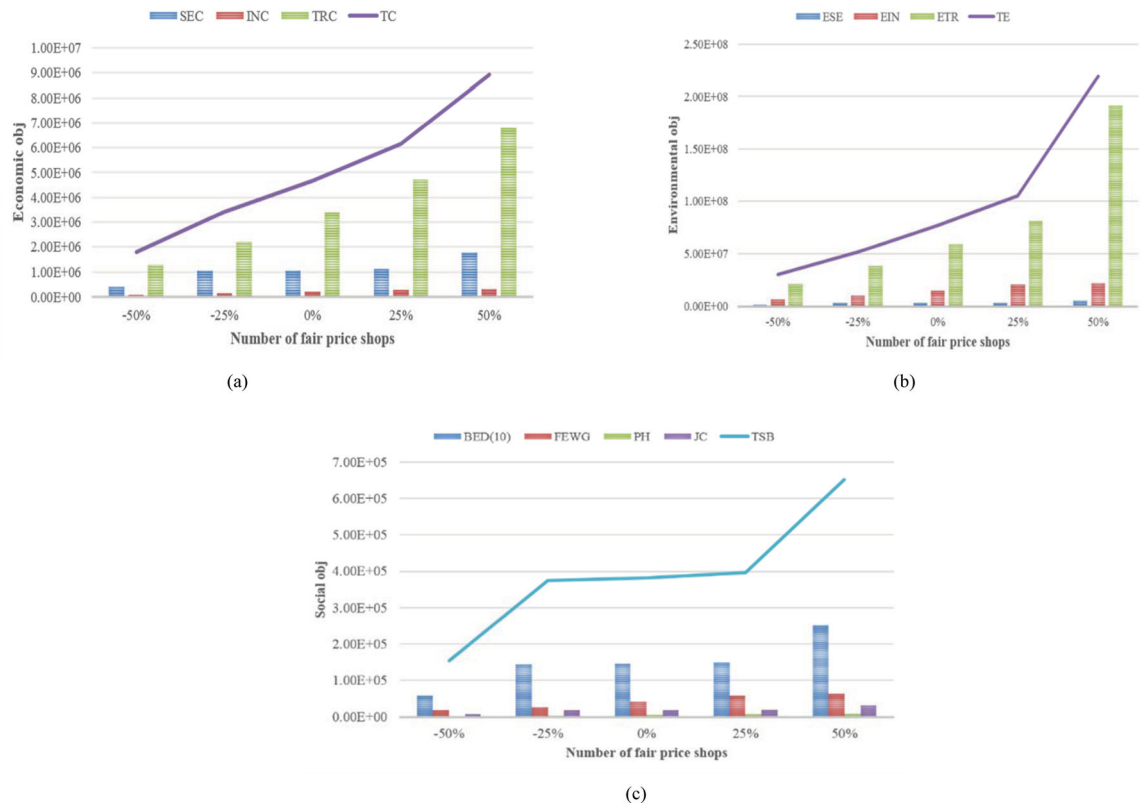 SEC INC TRC TC
1.00E+07
9.00E+06
8.00E+06
7.00E+06
6.00E+06
5.00E+06
4.00E+06
3.00E+06
2.00E+06
1.00E+06
0.00E+00
Economic obj
-50% -25% 0% 25% 50%
Number of fair price shops
(a)
ESE EIN ETR TE
2.50E+08
2.00E+08
1.50E+08
1.00E+08
5.00E+07
0.00E+00
Environmental obj
-50% -25% 0% 25% 50%
Number of fair price shops
(b)
BED(10) FEWG PH JC TSB
7.00E+05
6.00E+05
5.00E+05
4.00E+05
3.00E+05
2.00E+05
1.00E+05
0.00E+00
Social obj
-50% -25% 0% 25% 50%
Number of fair price shops
(c)